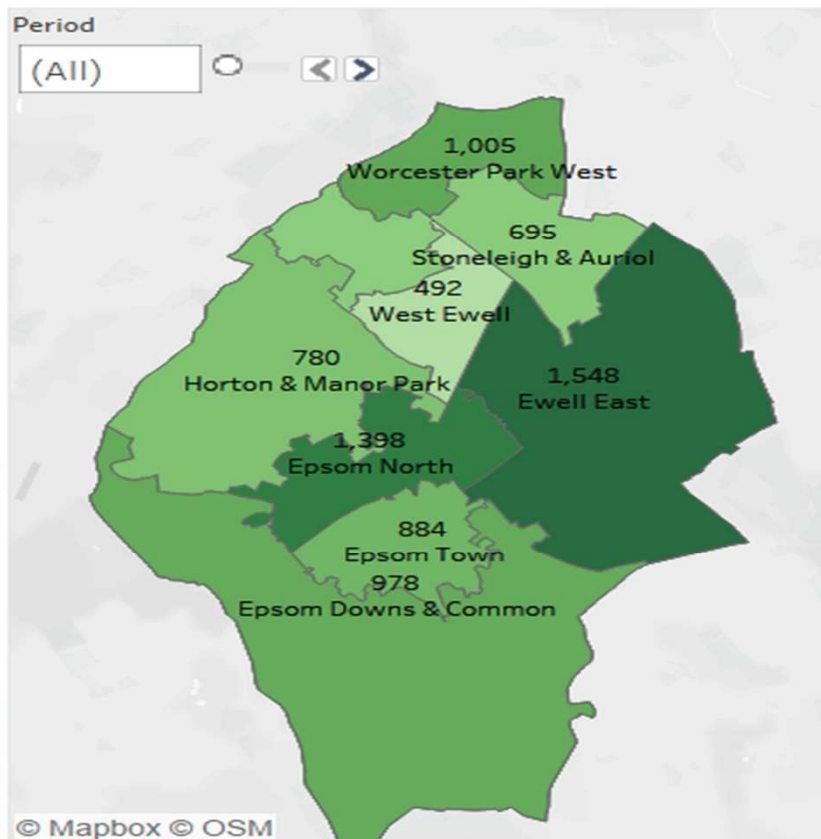 Period
(All)
1,005
Worcester Park West
695
Stoneleigh & Auriol
492
West Ewell
780
Horton & Manor Park
1,548
Ewell East
1,398
Epsom North
884
Epsom Town
978
Epsom Downs & Common
© Mapbox © OSM